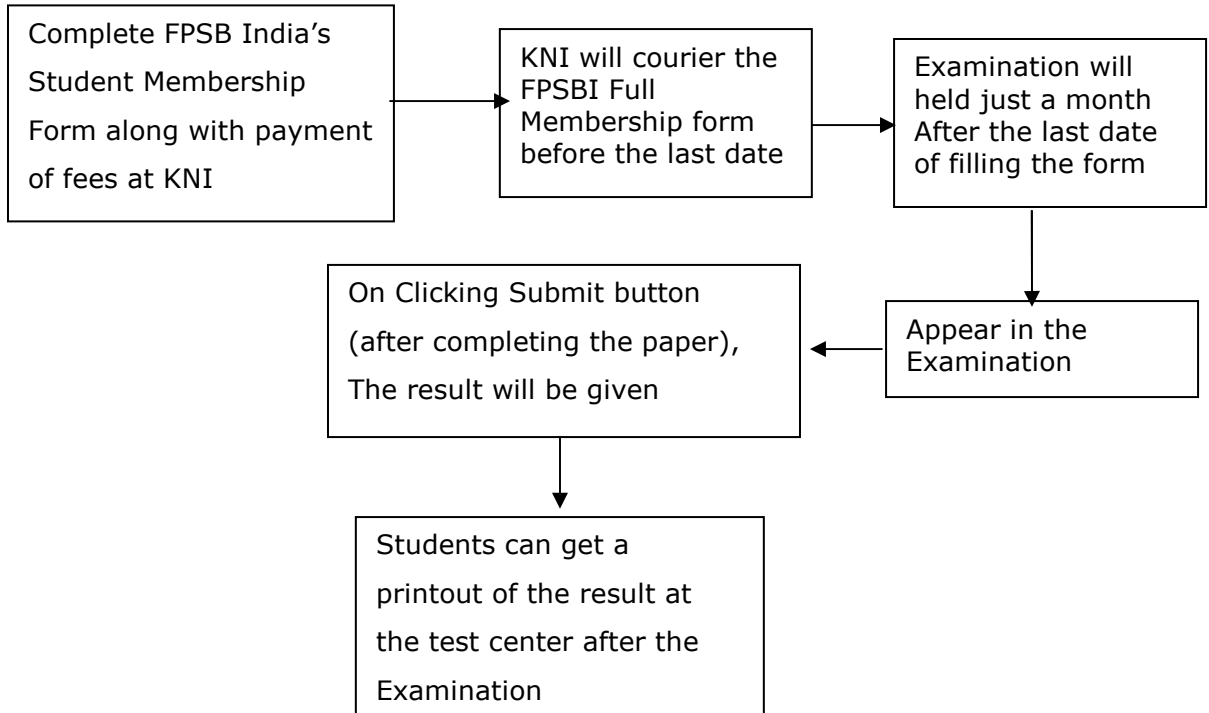 Complete FPSB India’s
Student Membership
Form along with payment
of fees at KNI
KNI will courier the
FPSBI Full
Membership form
before the last date
Examination will
held just a month
After the last date
of filling the form
Appear in the
Examination
On Clicking Submit button
(after completing the paper),
The result will be given
Students can get a
printout of the result at
the test center after the
Examination